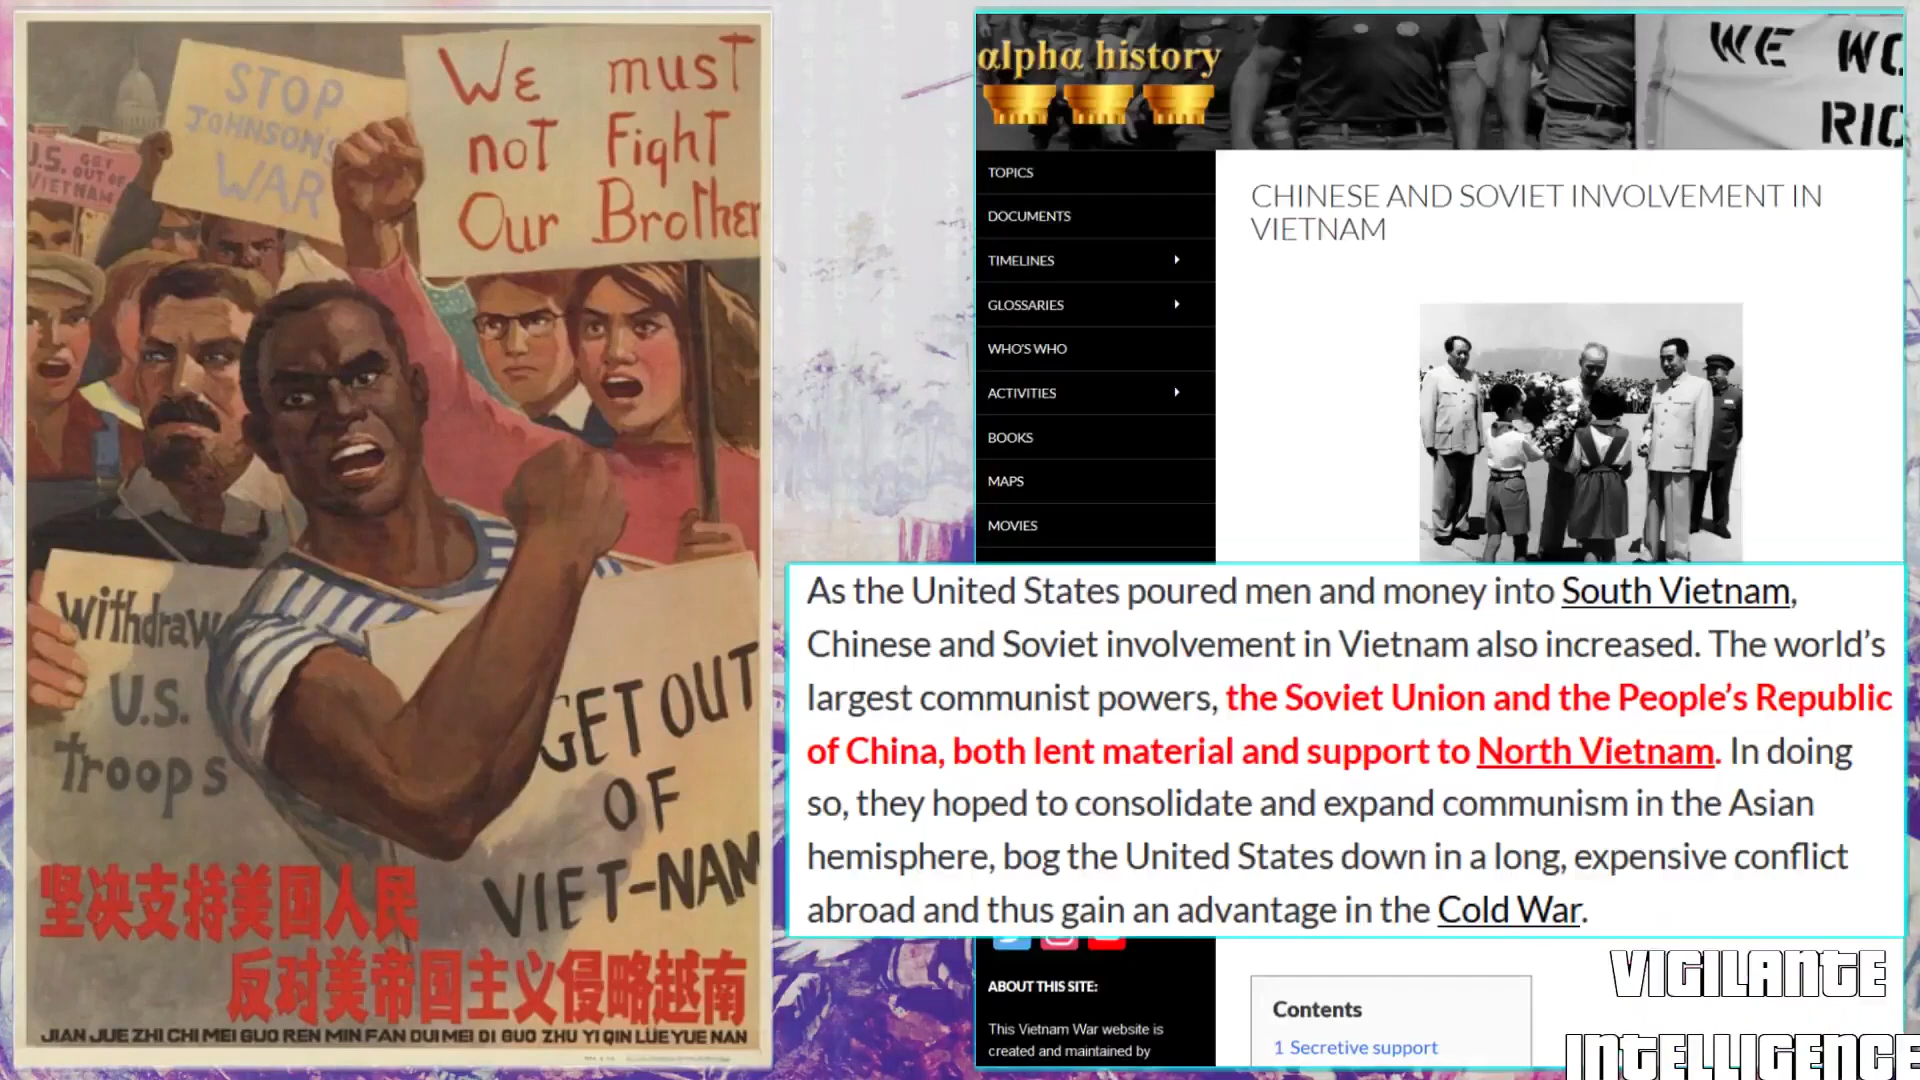 STOP
JOHNSON'S
WAR
We must
not Fight
Our Brother
U.S. GET
OUT OF
VIETNAM
Withdraw
U.S.
Troops
GET OUT
OF
VIET-NAM
坚决支持美国人民
反对美帝国主义侵略越南
JIAN JUE ZHI CHI MEI GUO REN MIN FAN DUI MEI DI GUO ZHU YI QIN LÜE YUE NAN
αlphα history
WE WO
RIC
TOPICS
DOCUMENTS
TIMELINES
GLOSSARIES
WHO'S WHO
ACTIVITIES
BOOKS
MAPS
MOVIES
CHINESE AND SOVIET INVOLVEMENT IN
VIETNAM
As the United States poured men and money into South Vietnam,
Chinese and Soviet involvement in Vietnam also increased. The world’s
largest communist powers, the Soviet Union and the People’s Republic
of China, both lent material and support to North Vietnam. In doing
so, they hoped to consolidate and expand communism in the Asian
hemisphere, bog the United States down in a long, expensive conflict
abroad and thus gain an advantage in the Cold War.
ABOUT THIS SITE:
This Vietnam War website is
created and maintained by
Contents
1 Secretive support
VIGILANTE
INTELLIGENCE